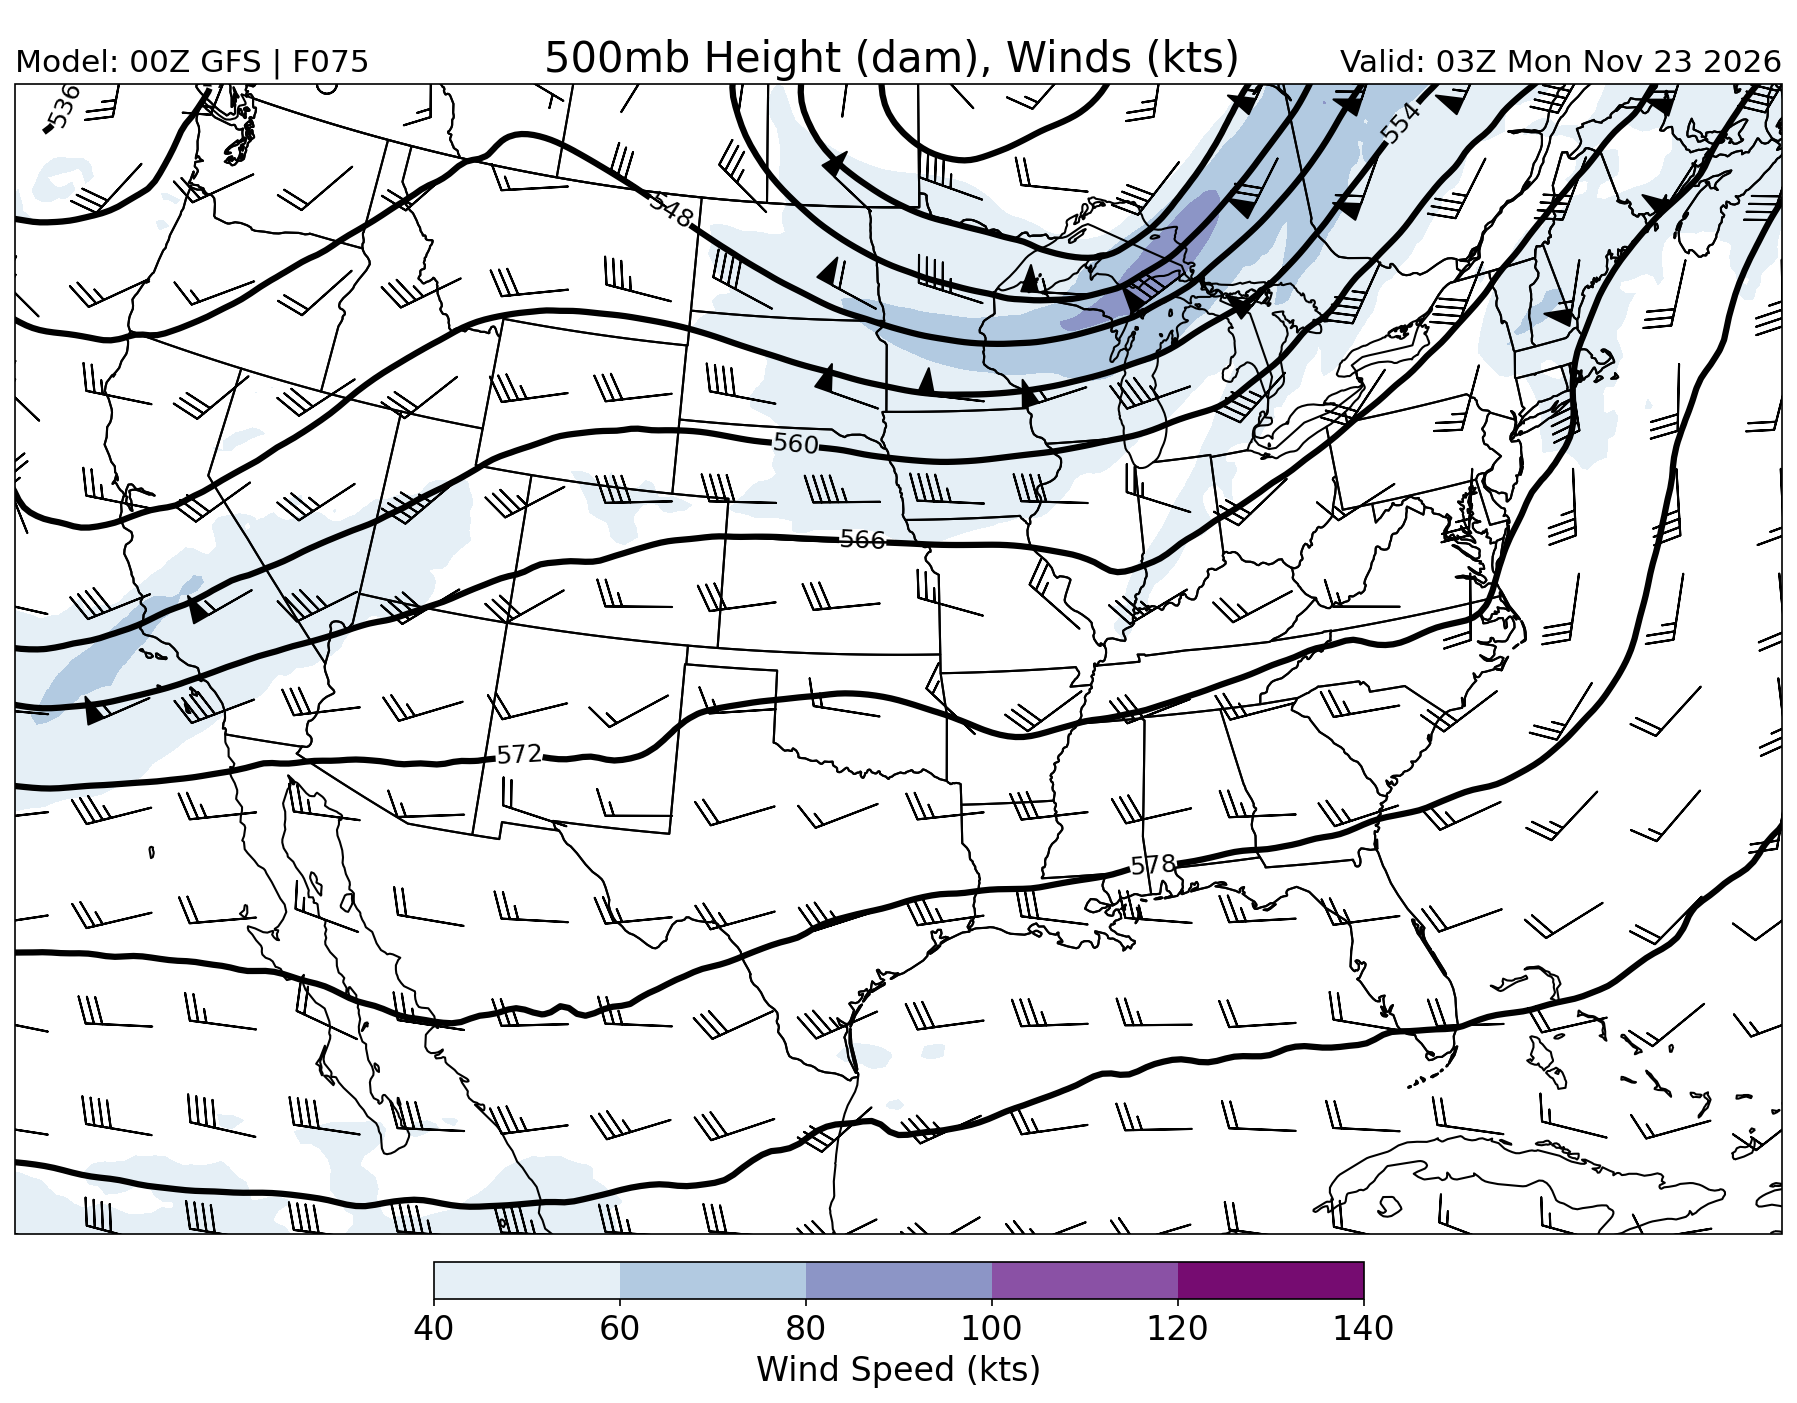 Model: 00Z GFS | F075
500mb Height (dam), Winds (kts)
Valid: 03Z Mon Nov 23 2026
536
554
548
560
566
572
578
40 60 80 100 120 140
Wind Speed (kts)